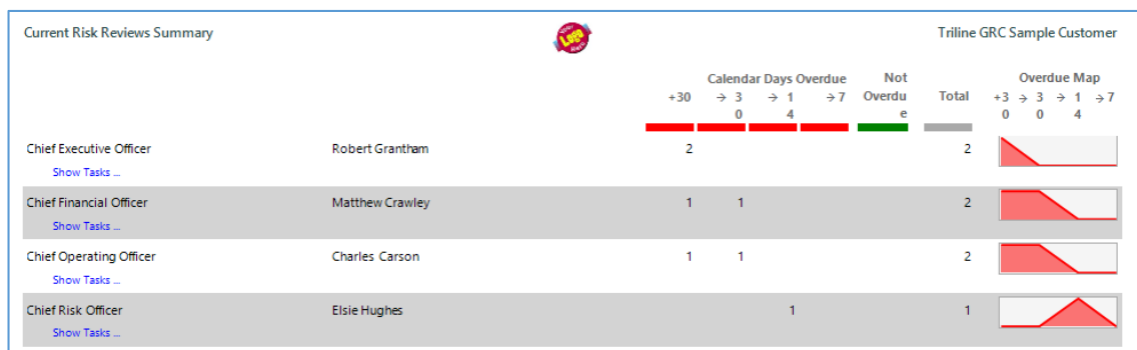 Current Risk Reviews Summary
Logo
Triline GRC Sample Customer
Calendar Days Overdue Not Overdu e Total Overdue Map
+30 → 3 0 → 1 4 → 7 +3 0 → 3 0 → 1 4 → 7
Chief Executive Officer Robert Grantham 2 2
Show Tasks ...
Chief Financial Officer Matthew Crawley 1 1 2
Show Tasks ...
Chief Operating Officer Charles Carson 1 1 2
Show Tasks ...
Chief Risk Officer Elsie Hughes 1 1
Show Tasks ...